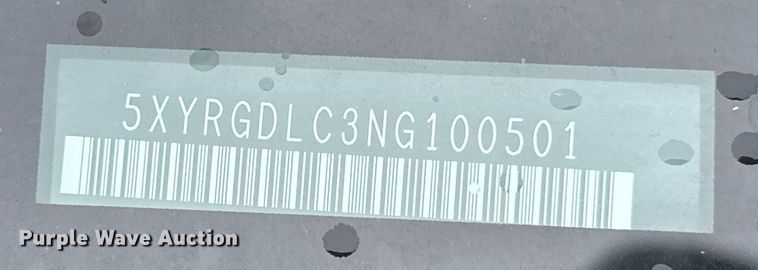 5XYRGDLC3NG100501
Purple Wave Auction